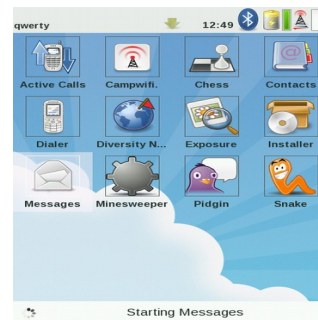 qwerty 12:49
Active Calls Campwifi. Chess Contacts
Dialer Diversity N... Exposure Installer
Messages Minesweeper Pidgin Snake
Starting Messages